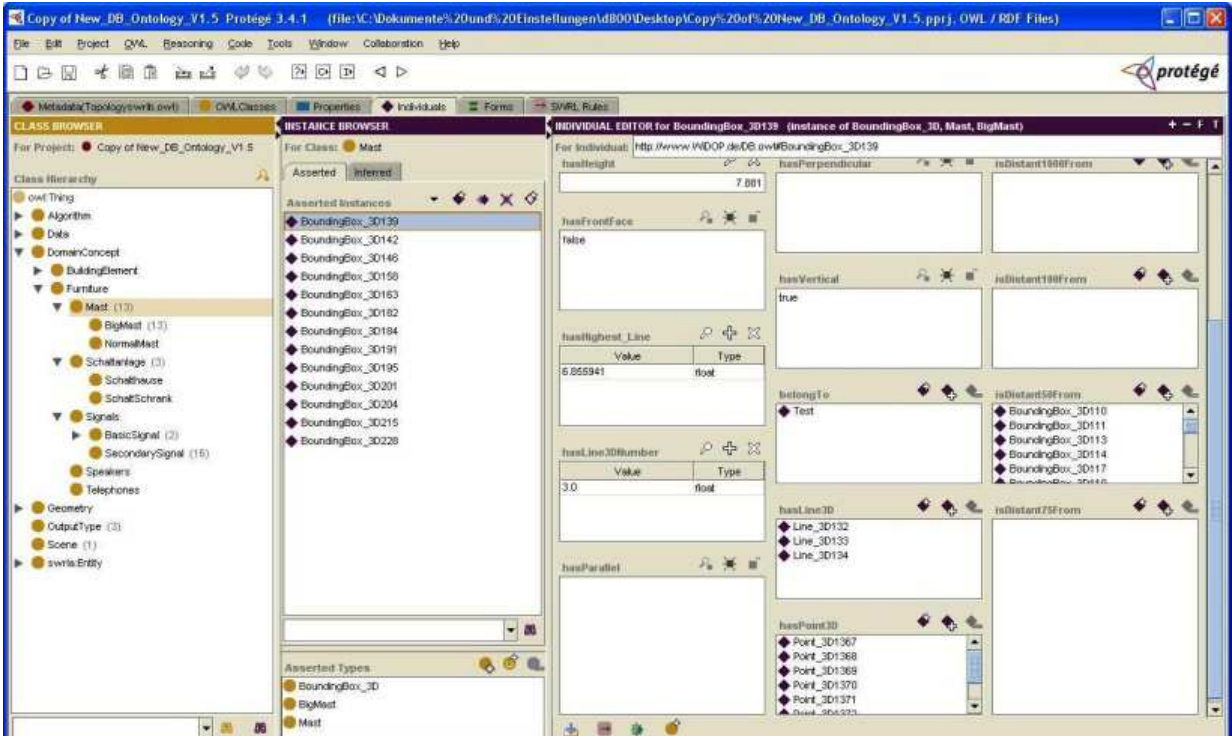 Copy of New_DB_Ontology_V1.5 Protégé 3.4.1 (file:\C:\Dokumente%20und%20Einstellungen\d800\Desktop\Copy%20of%20New_DB_Ontology_V1.5.pprj, OWL / RDF Files)
File Edit Project OWL Reasoning Code Tools Window Collaboration Help
protégé
Metadata(Topologyswrlb.owl) OWLClasses Properties Individuals Forms SWRL Rules
CLASS BROWSER
For Project: Copy of New_DB_Ontology_V1.5
Class Hierarchy
owl:Thing
Algorithm
Data
DomainConcept
BuildingElement
Furniture
Mast (13)
BigMast (13)
NormalMast
Schaltanlage (3)
Schalthause
SchaltSchrank
Signals
BasicSignal (2)
SecondarySignal (16)
Speakers
Telephones
Geometry
OutputType (3)
Scene (1)
swrla:Entity
INSTANCE BROWSER
For Class: Mast
Asserted Inferred
Asserted Instances
BoundingBox_3D139
BoundingBox_3D142
BoundingBox_3D146
BoundingBox_3D158
BoundingBox_3D163
BoundingBox_3D182
BoundingBox_3D184
BoundingBox_3D191
BoundingBox_3D195
BoundingBox_3D201
BoundingBox_3D204
BoundingBox_3D215
BoundingBox_3D228
Asserted Types
BoundingBox_3D
BigMast
Mast
INDIVIDUAL EDITOR for BoundingBox_3D139 (instance of BoundingBox_3D, Mast, BigMast)
For Individual: http://www.WiDOP.de/DB.owl#BoundingBox_3D139
hasHeight
7.881
hasFrontFace
false
hasHighest_Line
Value Type
6.855941 float
hasLine3DNumber
Value Type
3.0 float
hasParallel
hasPerpendicular
hasVertical
true
belongTo
Test
hasLine3D
Line_3D132
Line_3D133
Line_3D134
hasPoint3D
Point_3D1367
Point_3D1368
Point_3D1369
Point_3D1370
Point_3D1371
Point_3D1372
isDistant1000From
isDistant100From
isDistant50From
BoundingBox_3D110
BoundingBox_3D111
BoundingBox_3D113
BoundingBox_3D114
BoundingBox_3D117
isDistant75From